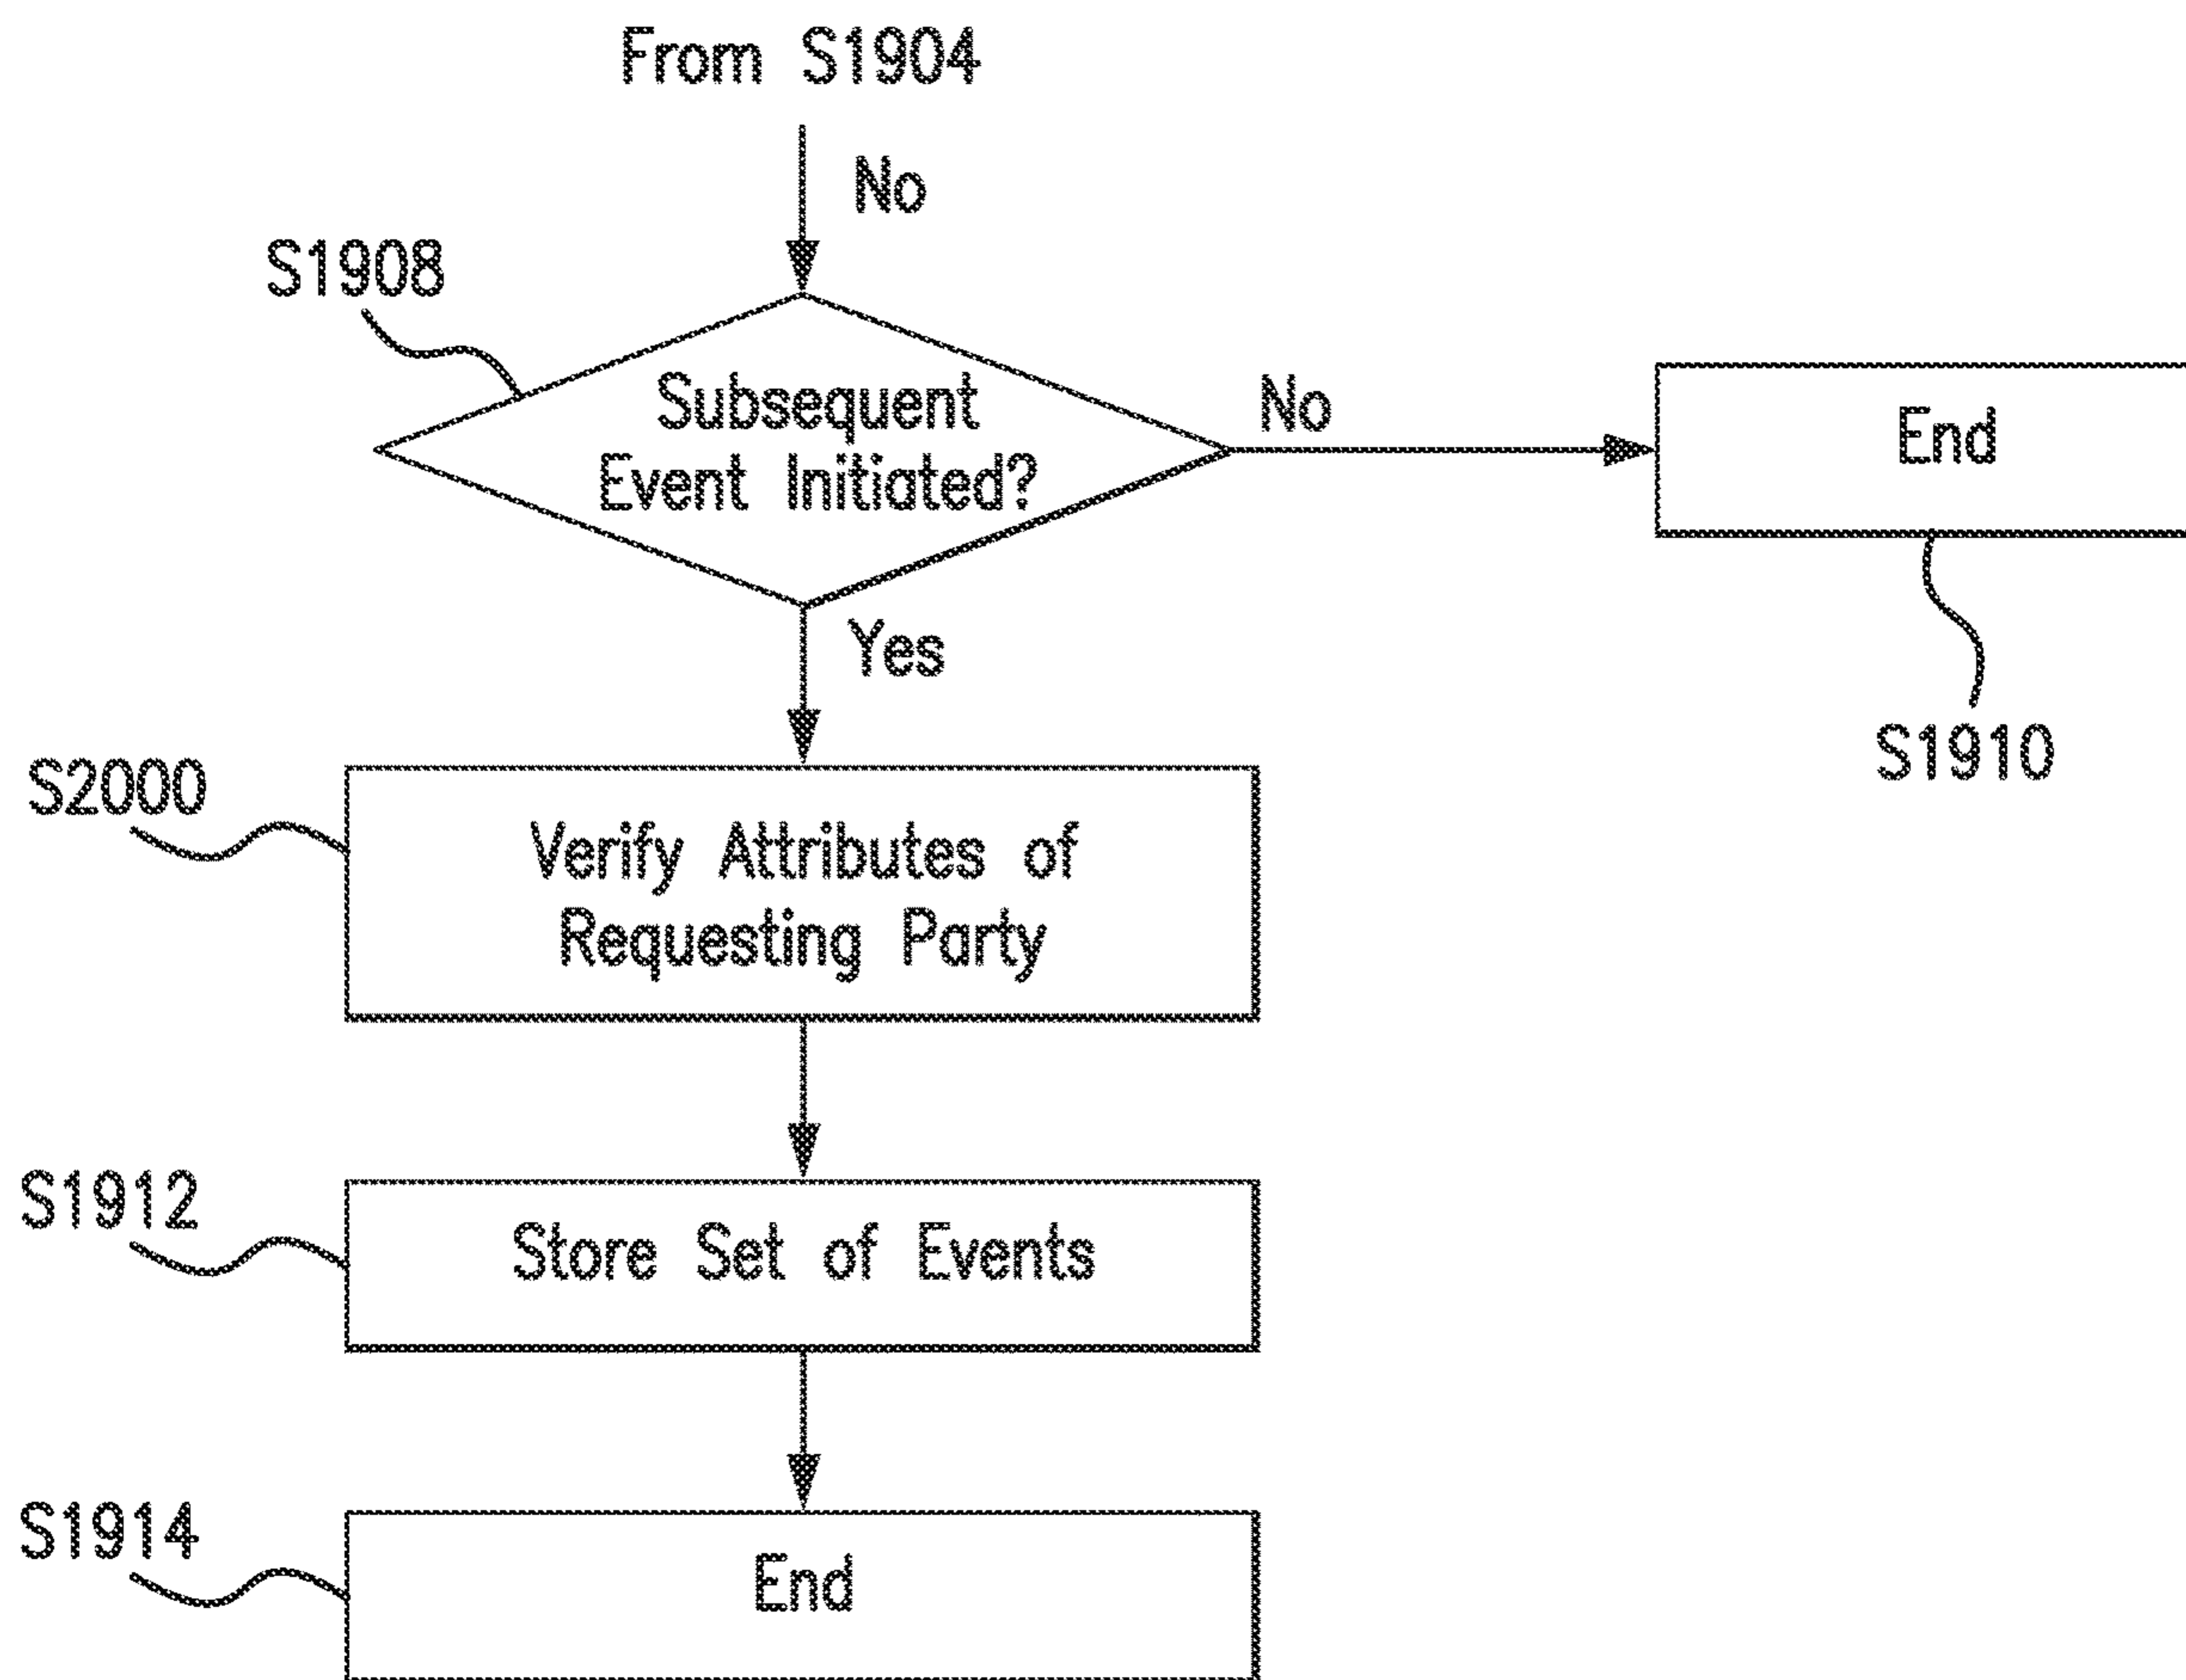 From S1904
No
S1908
Subsequent
Event Initiated?
No
End
Yes
S1910
S2000
Verify Attributes of
Requesting Party
S1912
Store Set of Events
S1914
End